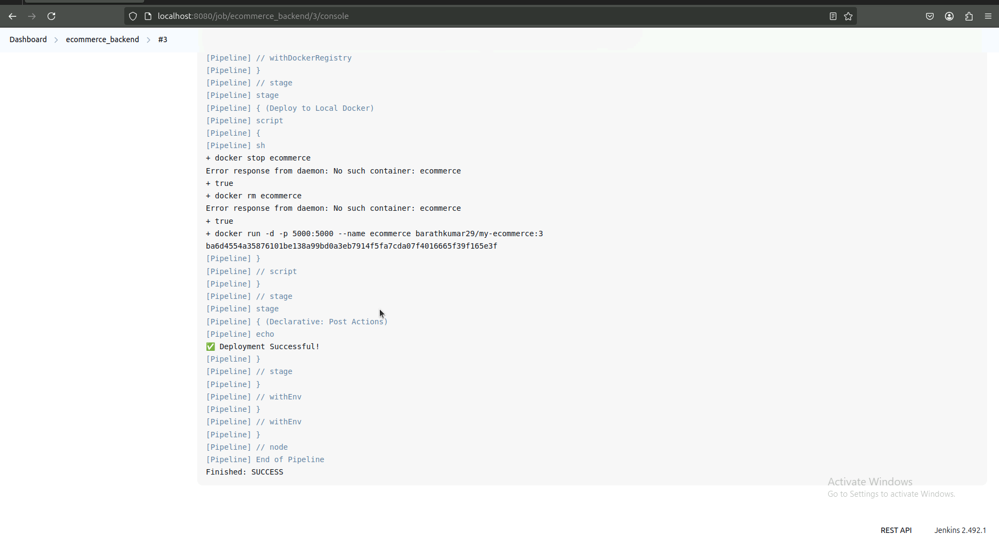 localhost:8080/job/ecommerce_backend/3/console
Dashboard > ecommerce_backend > #3
[Pipeline] // withDockerRegistry
[Pipeline] }
[Pipeline] // stage
[Pipeline] stage
[Pipeline] { (Deploy to Local Docker)
[Pipeline] script
[Pipeline] {
[Pipeline] sh
+ docker stop ecommerce
Error response from daemon: No such container: ecommerce
+ true
+ docker rm ecommerce
Error response from daemon: No such container: ecommerce
+ true
+ docker run -d -p 5000:5000 --name ecommerce barathkumar29/my-ecommerce:3
ba6d4554a35876101be138a99bd0a3eb7914f5fa7cda07f4016665f39f165e3f
[Pipeline] }
[Pipeline] // script
[Pipeline] }
[Pipeline] // stage
[Pipeline] stage
[Pipeline] { (Declarative: Post Actions)
[Pipeline] echo
✅ Deployment Successful!
[Pipeline] }
[Pipeline] // stage
[Pipeline] }
[Pipeline] // withEnv
[Pipeline] }
[Pipeline] // withEnv
[Pipeline] }
[Pipeline] // node
[Pipeline] End of Pipeline
Finished: SUCCESS
Activate Windows
Go to Settings to activate Windows.
REST API Jenkins 2.492.1